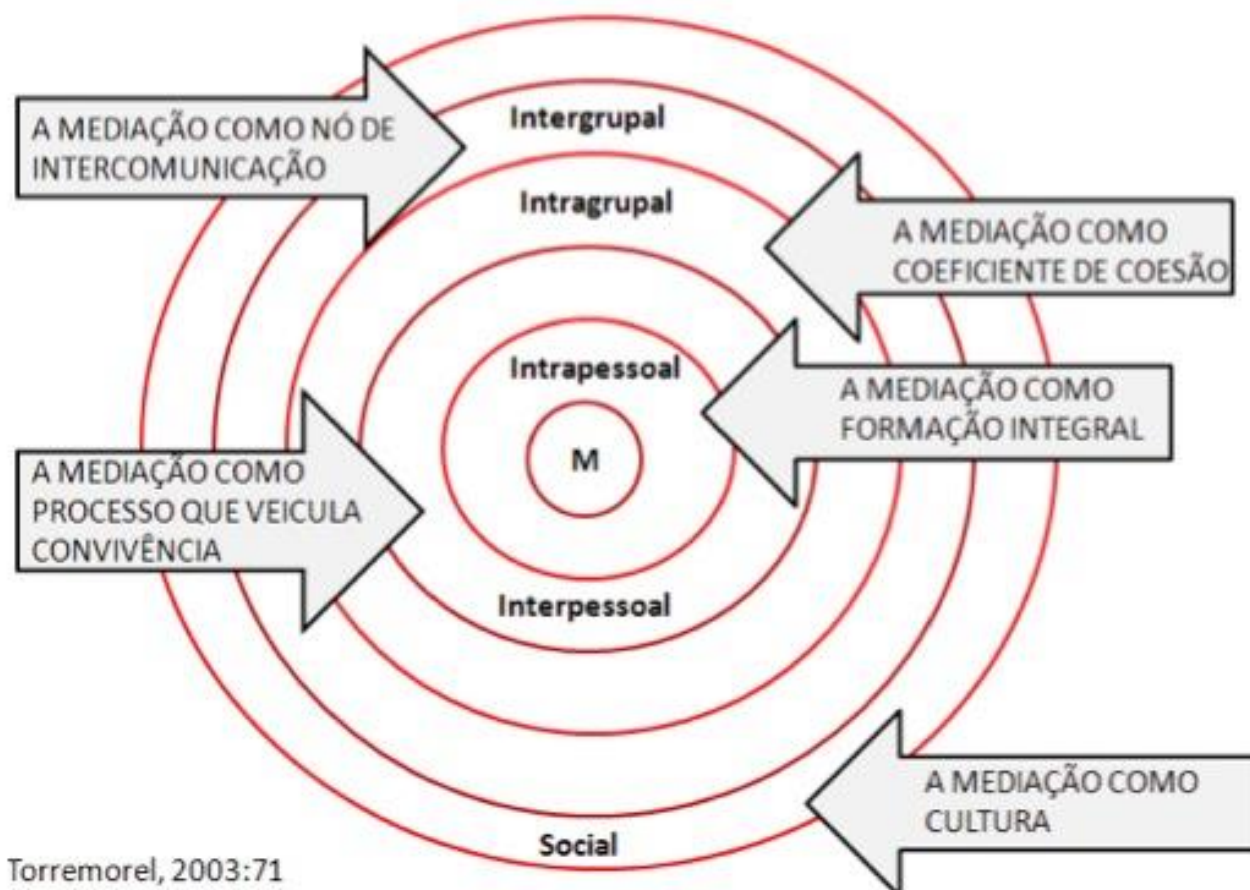 Intergrupal
A MEDIAÇÃO COMO NÓ DE
INTERCOMUNICAÇÃO
Intragrupal
A MEDIAÇÃO COMO
COEFICIENTE DE COESÃO
Intrapessoal
A MEDIAÇÃO COMO
FORMAÇÃO INTEGRAL
M
A MEDIAÇÃO COMO
PROCESSO QUE VEICULA
CONVIVÊNCIA
Interpessoal
A MEDIAÇÃO COMO
CULTURA
Social
Torremorel, 2003:71